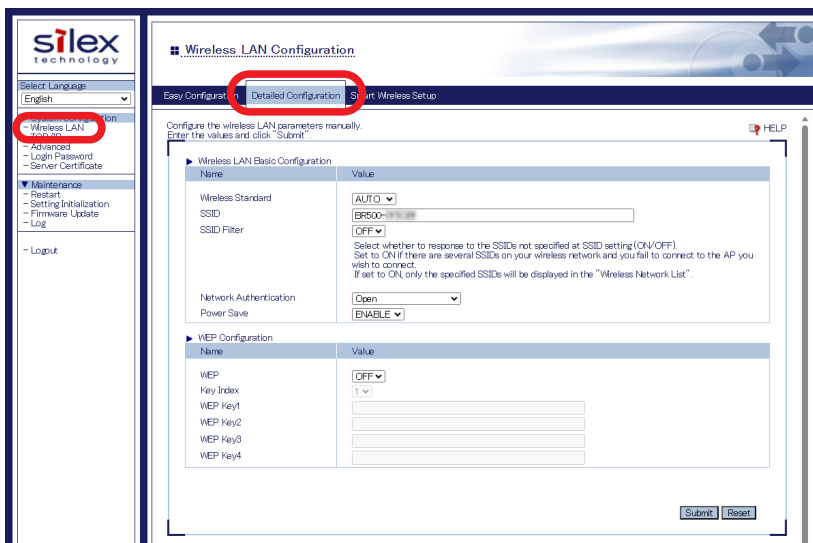 silex
technology
Select Language
English
System Configuration
- Wireless LAN
- TCP/IP
- Advanced
- Login Password
- Server Certificate
▼ Maintenance
- Restart
- Setting Initialization
- Firmware Update
- Log
- Logout
Wireless LAN Configuration
Easy Configuration Detailed Configuration Smart Wireless Setup
Configure the wireless LAN parameters manually.
Enter the values and click "Submit".
HELP
Wireless LAN Basic Configuration
Name Value
Wireless Standard AUTO
SSID BR500-
SSID Filter OFF
Select whether to response to the SSIDs not specified at SSID setting(ON/OFF).
Set to ON if there are several SSIDs on your wireless network and you fail to connect to the AP you
wish to connect.
If set to ON, only the specified SSIDs will be displayed in the "Wireless Network List".
Network Authentication Open
Power Save ENABLE
WEP Configuration
Name Value
WEP OFF
Key Index 1
WEP Key1
WEP Key2
WEP Key3
WEP Key4
Submit Reset